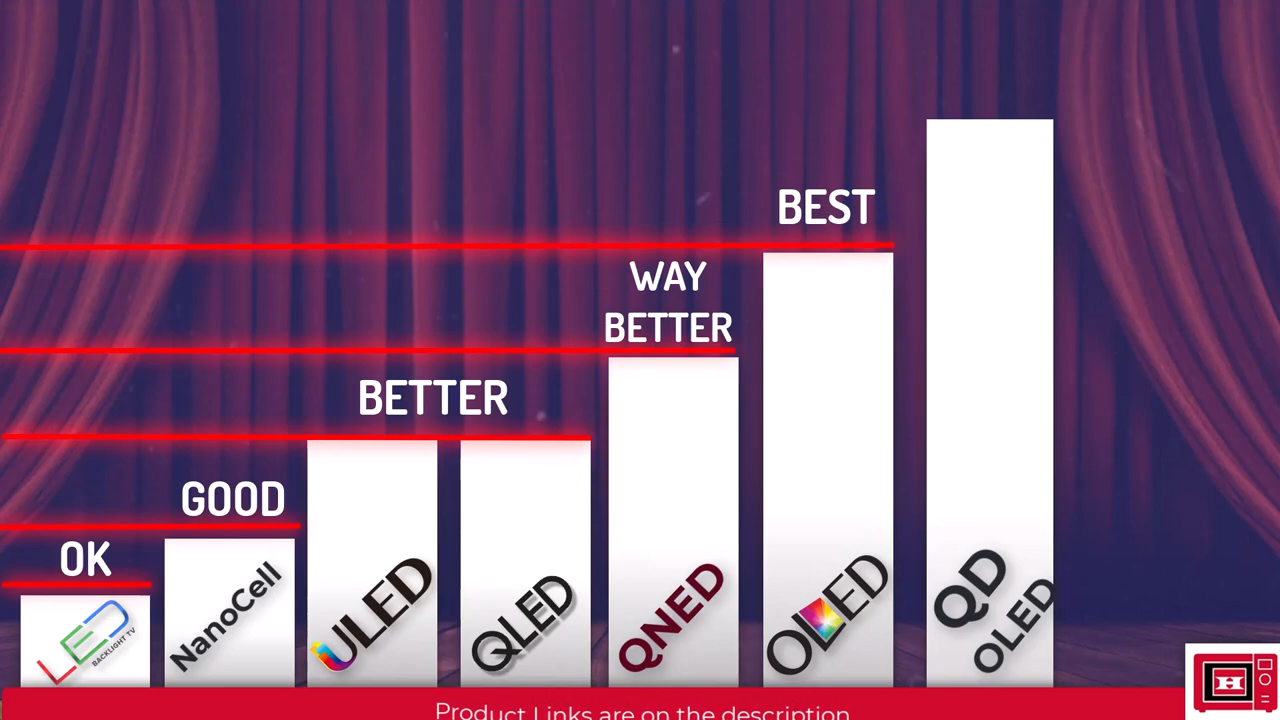 BEST
WAY
BETTER
BETTER
GOOD
OK
LED
BACKLIGHT TV
NanoCell
ULED
QLED
QNED
OLED
QD
OLED
Product Links are on the description
H